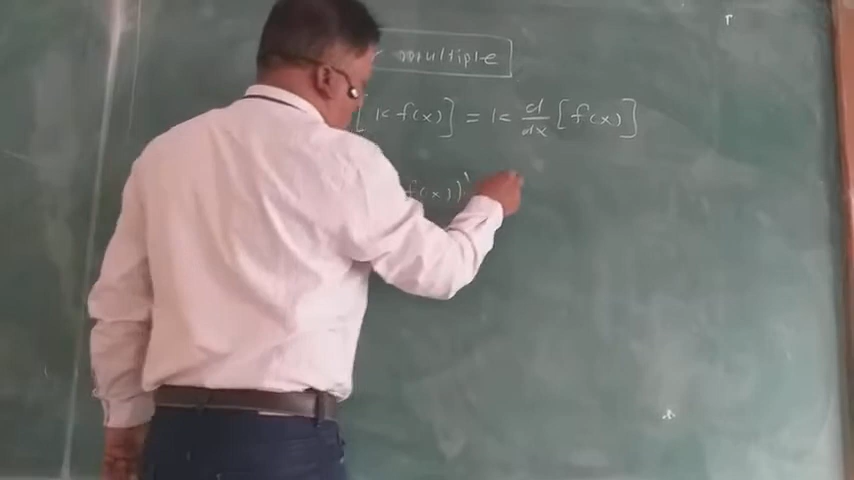 multiple
[k f(x)] = k d/dx [f(x)]
f(x))'